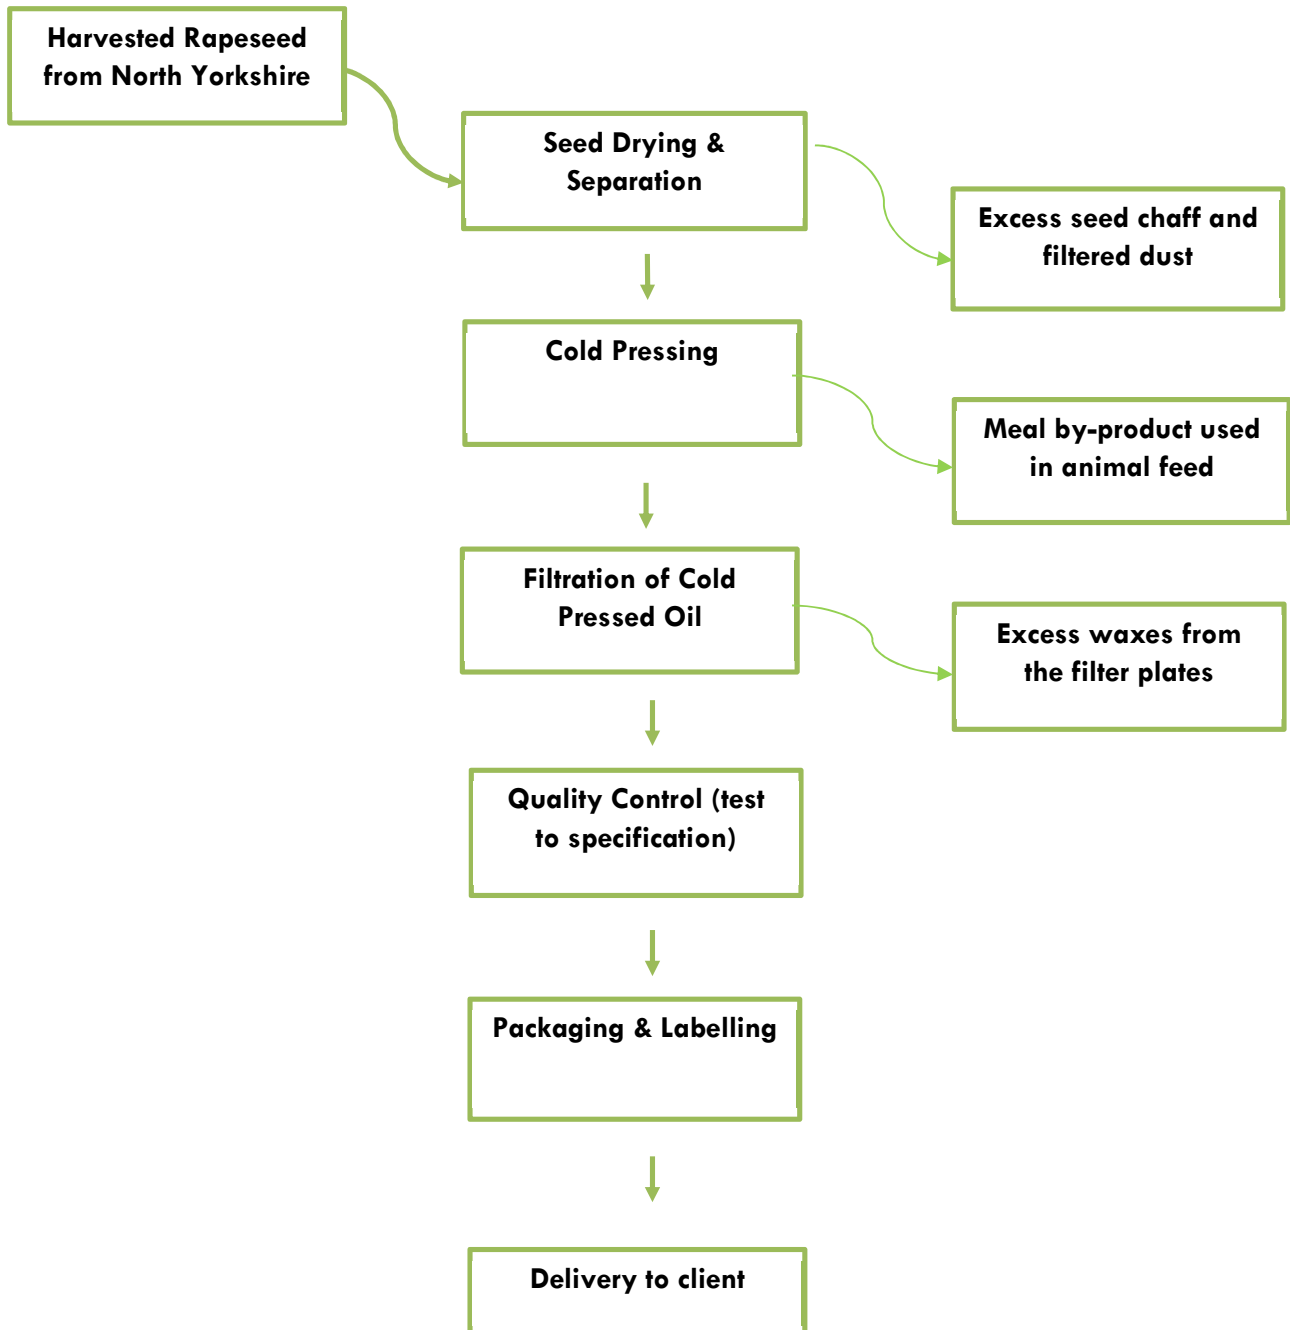 Harvested Rapeseed
from North Yorkshire
Seed Drying &
Separation
Excess seed chaff and
filtered dust
Cold Pressing
Meal by-product used
in animal feed
Filtration of Cold
Pressed Oil
Excess waxes from
the filter plates
Quality Control (test
to specification)
Packaging & Labelling
Delivery to client